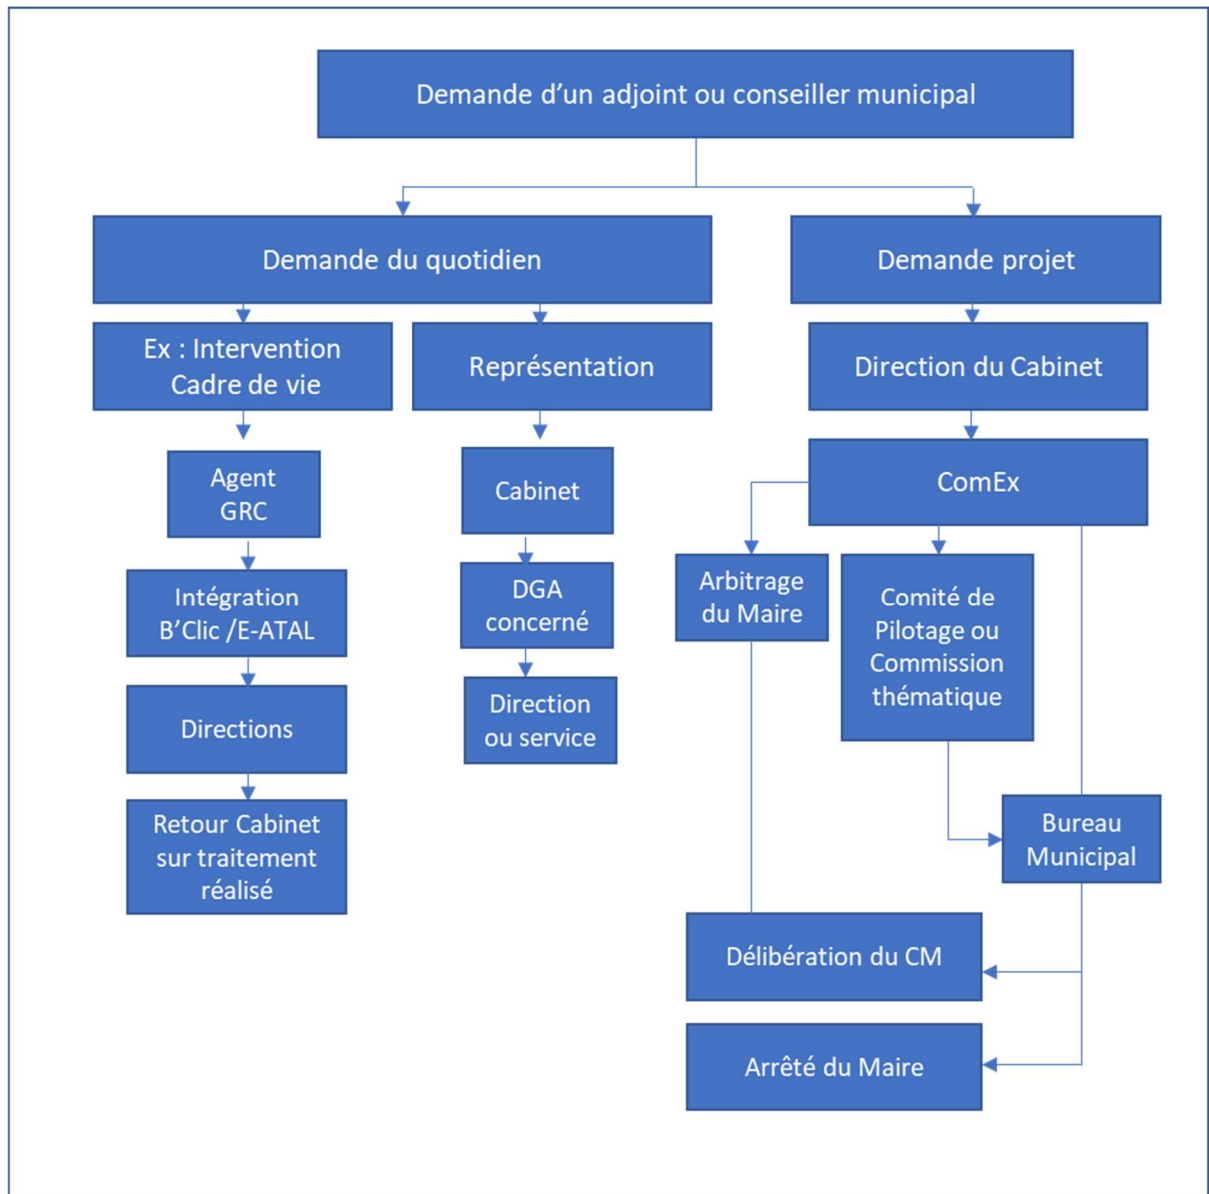 Demande d’un adjoint ou conseiller municipal
Demande du quotidien
Demande projet
Ex : Intervention
Cadre de vie
Représentation
Direction du Cabinet
Agent
GRC
Cabinet
ComEx
Intégration
B’Clic /E-ATAL
DGA
concerné
Arbitrage
du Maire
Comité de
Pilotage ou
Commission
thématique
Directions
Direction
ou service
Retour Cabinet
sur traitement
réalisé
Bureau
Municipal
Délibération du CM
Arrêté du Maire